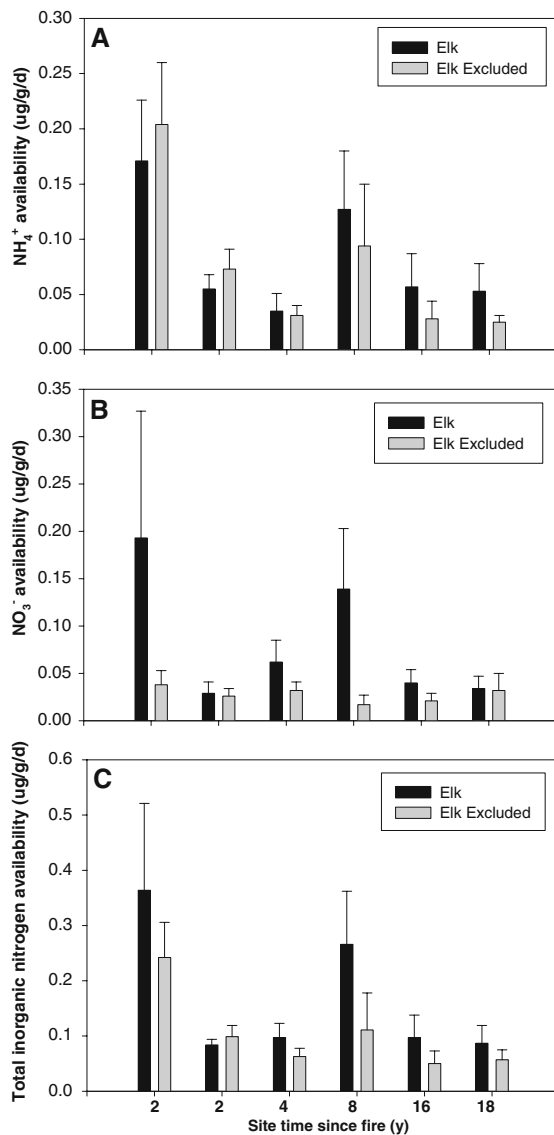 A
Elk
Elk Excluded
NH4+ availability (ug/g/d)
0.30
0.25
0.20
0.15
0.10
0.05
0.00
B
Elk
Elk Excluded
NO3- availability (ug/g/d)
0.35
0.30
0.25
0.20
0.15
0.10
0.05
0.00
C
Elk
Elk Excluded
Total inorganic nitrogen availability (ug/g/d)
0.6
0.5
0.4
0.3
0.2
0.1
0.0
2 2 4 8 16 18
Site time since fire (y)